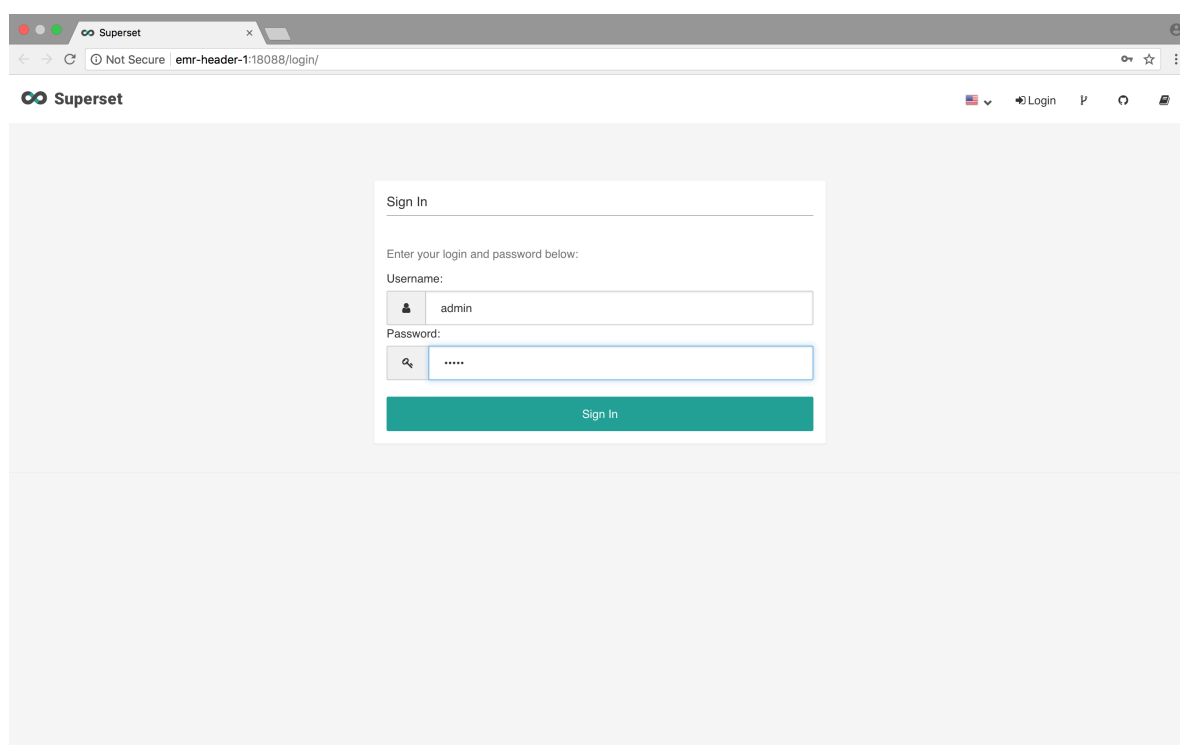 Superset
Not Secure emr-header-1:18088/login/
Superset
Login
Sign In
Enter your login and password below:
Username:
admin
Password:
•••••
Sign In